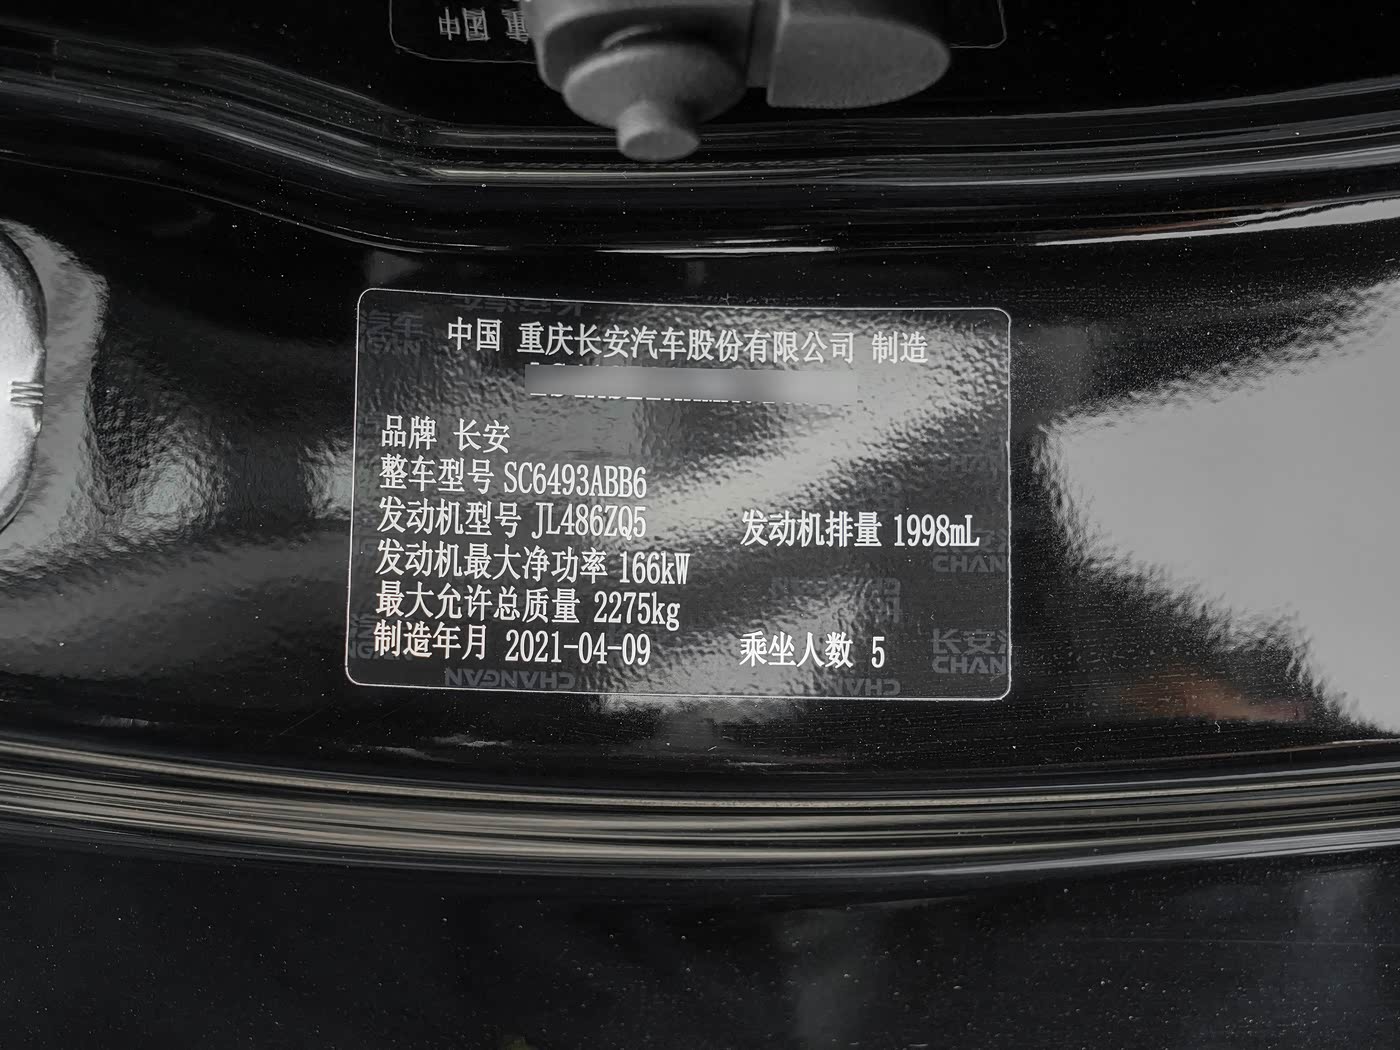 中国 重庆长安汽车股份有限公司 制造
品牌 长安
整车型号 SC6493ABB6
发动机型号 JL486ZQ5 发动机排量 1998mL
发动机最大净功率 166kW
最大允许总质量 2275kg
制造年月 2021-04-09 乘坐人数 5